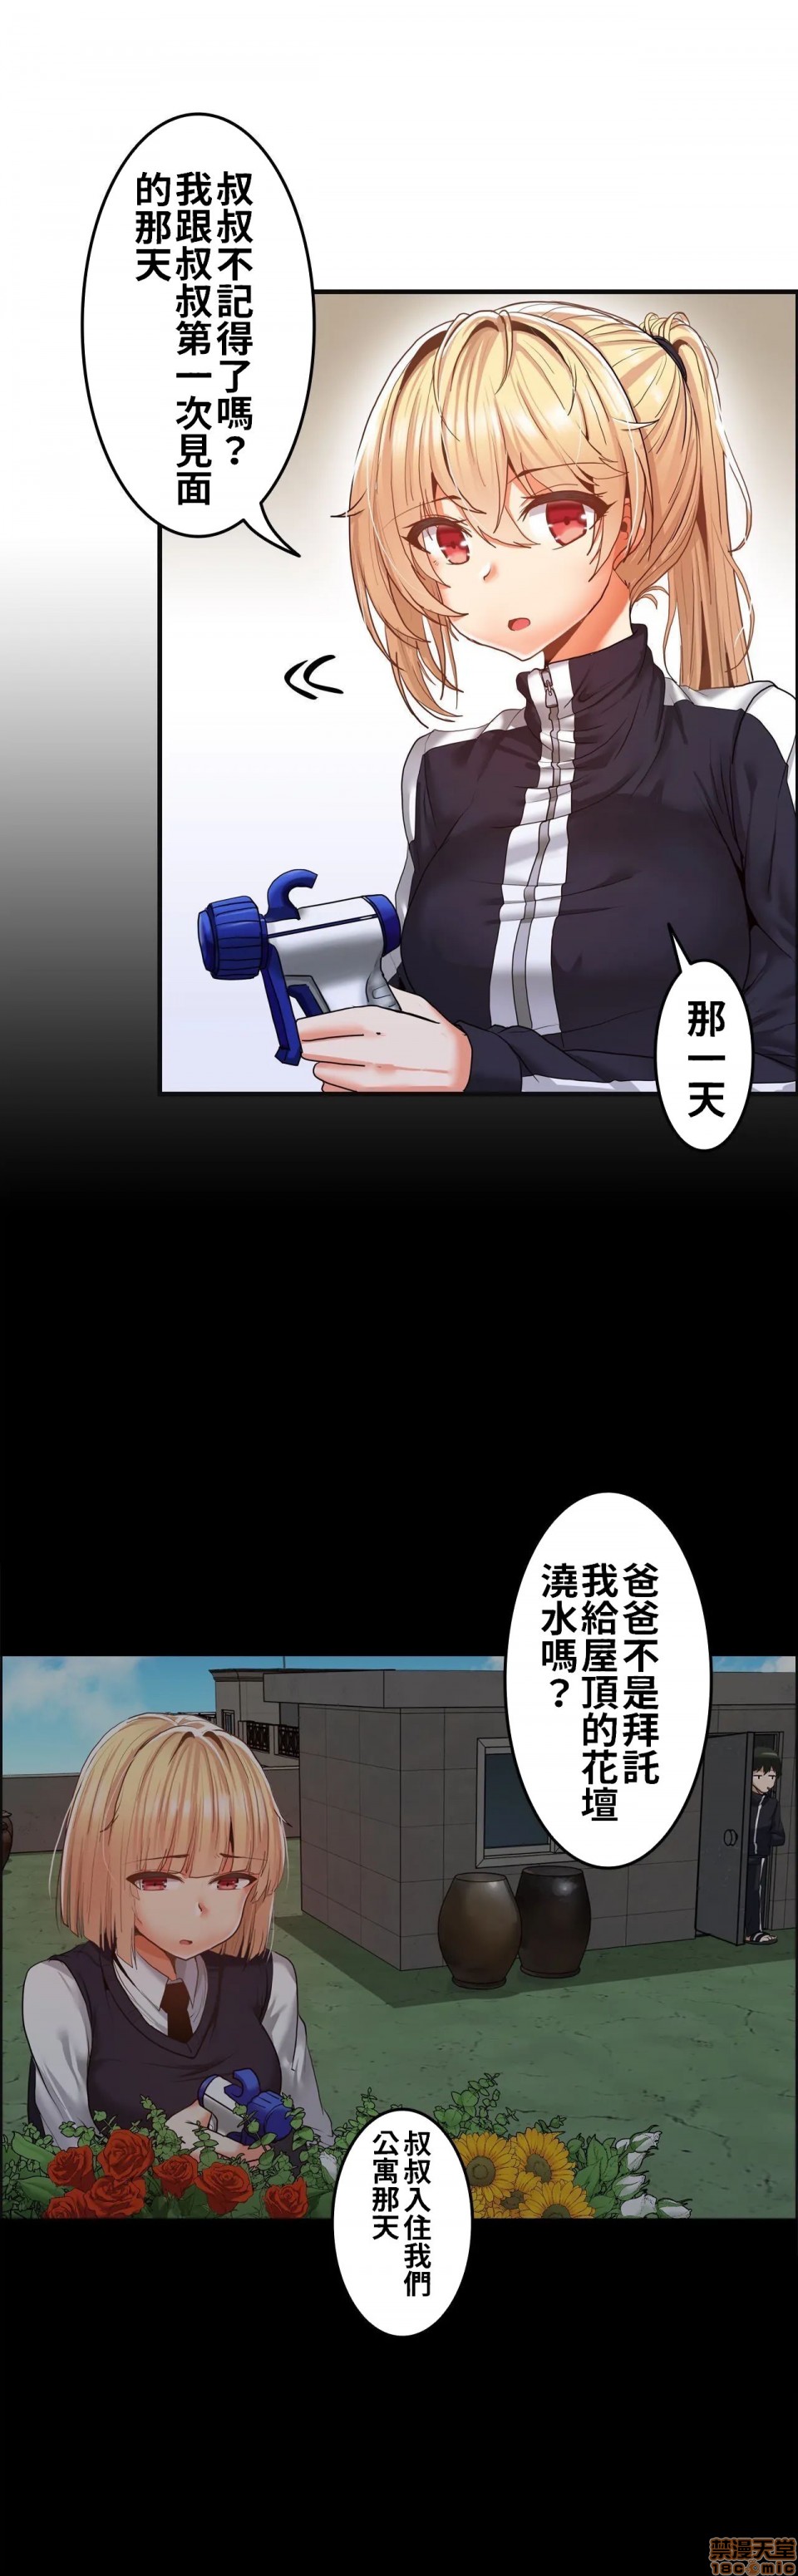 叔叔不記得了嗎？
我跟叔叔第一次見面
的那天
那一天
爸爸不是拜託
我給屋頂的花壇
澆水嗎？
叔叔入住我們
公寓那天
禁漫天堂
18comic